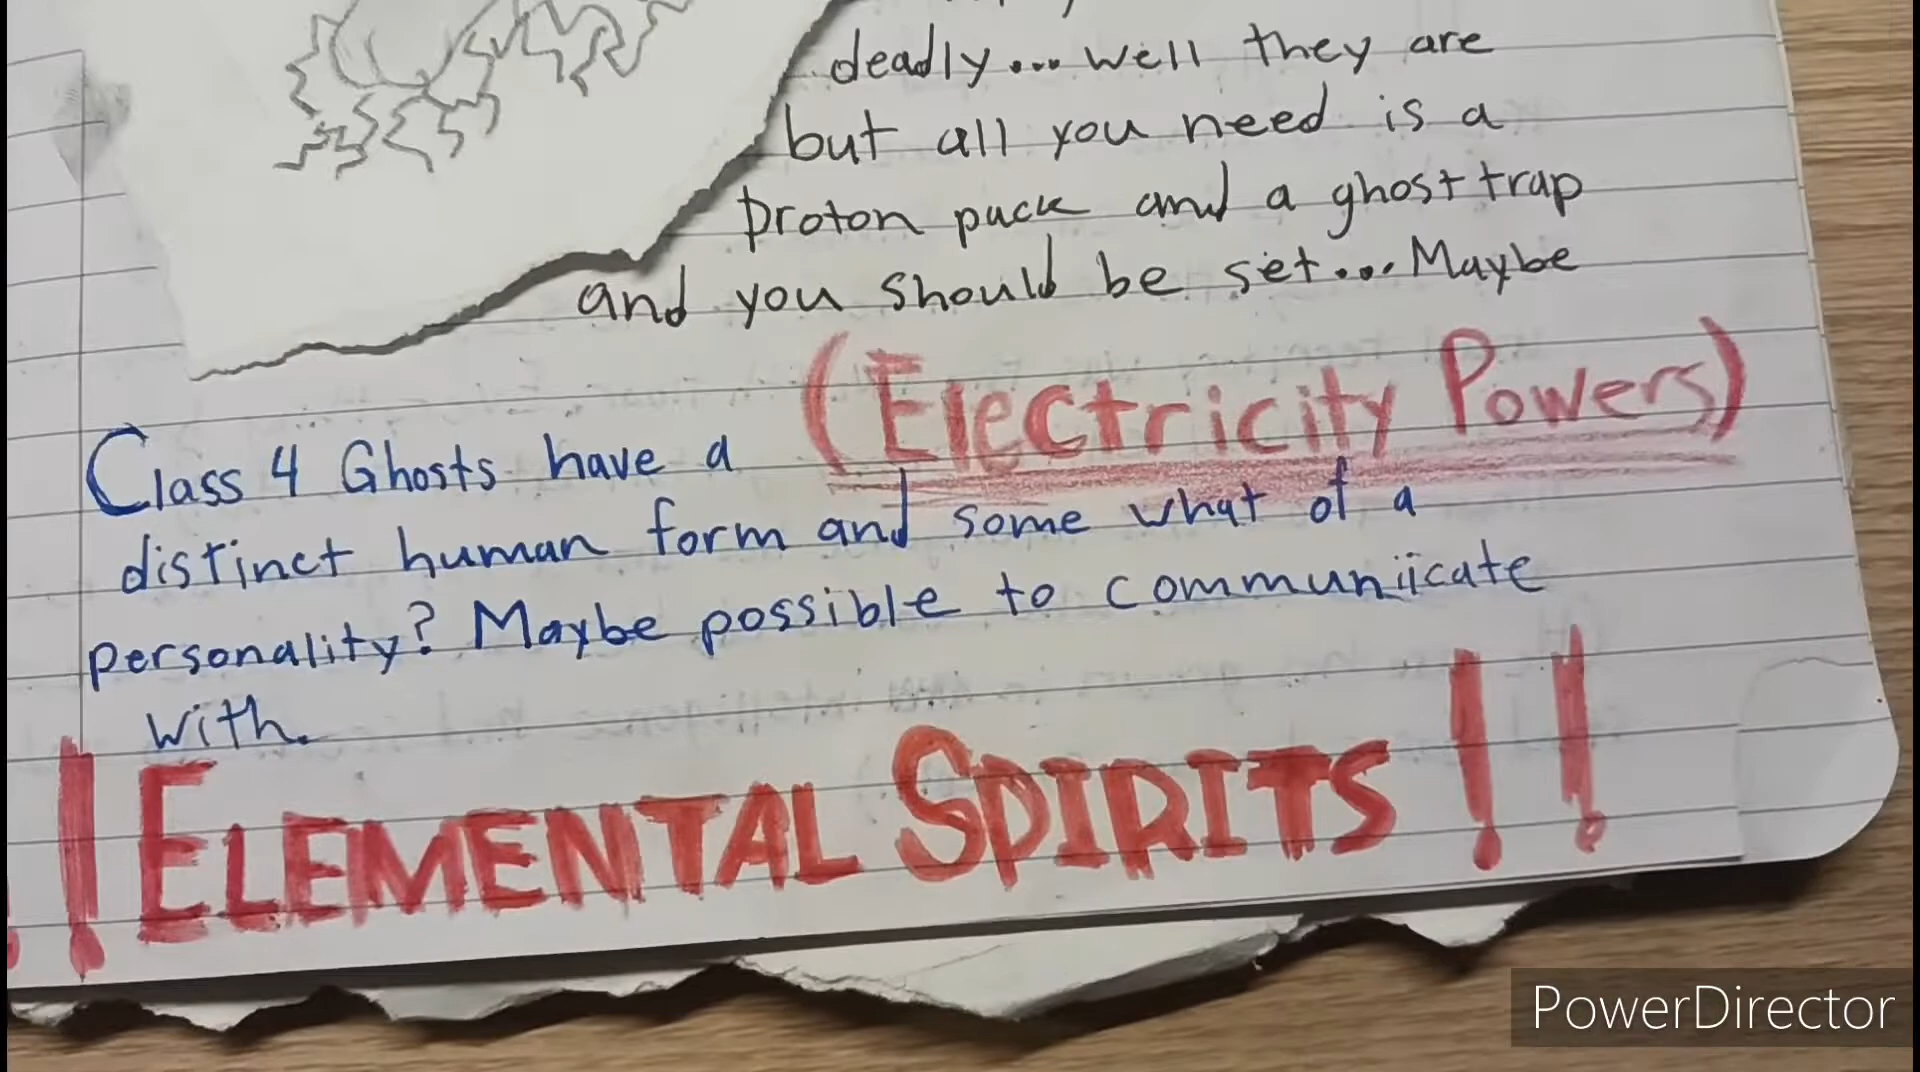 deadly... well they are
but all you need is a
proton pack and a ghost trap
and you should be set... Maybe
(Electricity Powers)
Class 4 Ghosts have a
distinct human form and some what of a
personality? Maybe possible to communiicate
with.
!ELEMENTAL SPIRITS!!
PowerDirector